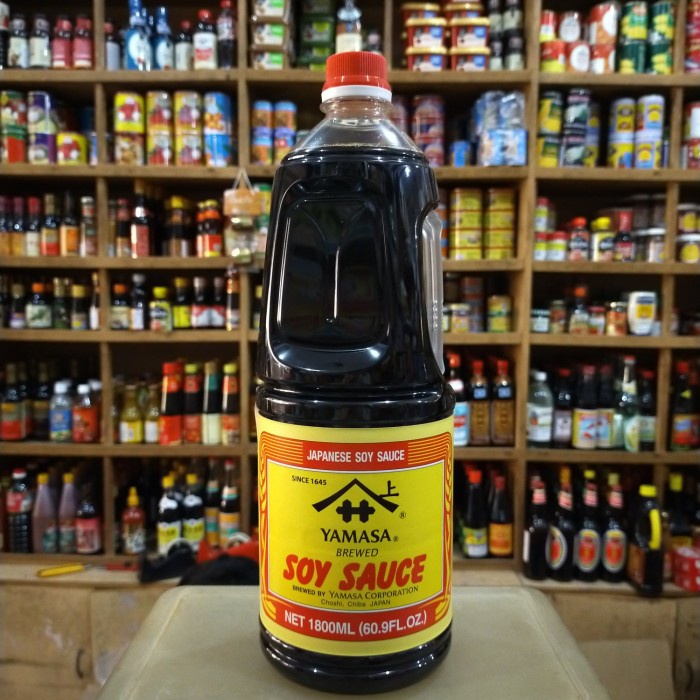 JAPANESE SOY SAUCE
SINCE 1645
上
YAMASA®
BREWED
SOY SAUCE
BREWED BY YAMASA CORPORATION
Choshi, Chiba JAPAN
NET 1800ML (60.9FL.OZ.)